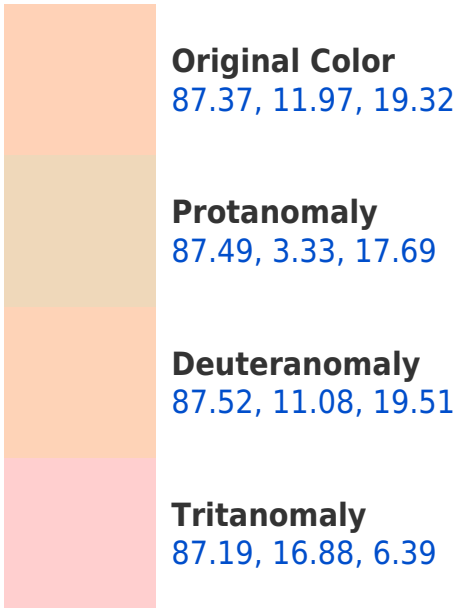 Original Color
87.37, 11.97, 19.32
Protanomaly
87.49, 3.33, 17.69
Deuteranomaly
87.52, 11.08, 19.51
Tritanomaly
87.19, 16.88, 6.39